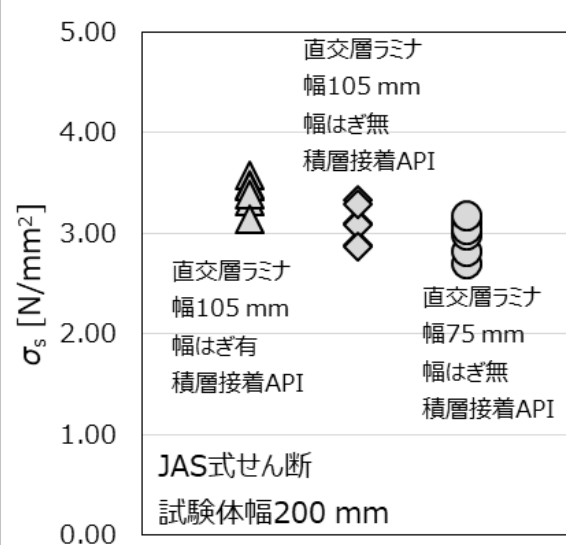 5.00
4.00
3.00
2.00
1.00
0.00
σs [N/mm²]
直交層ラミナ
幅105 mm
幅はぎ無
積層接着API
直交層ラミナ
幅105 mm
幅はぎ有
積層接着API
直交層ラミナ
幅75 mm
幅はぎ無
積層接着API
JAS式せん断
試験体幅200 mm